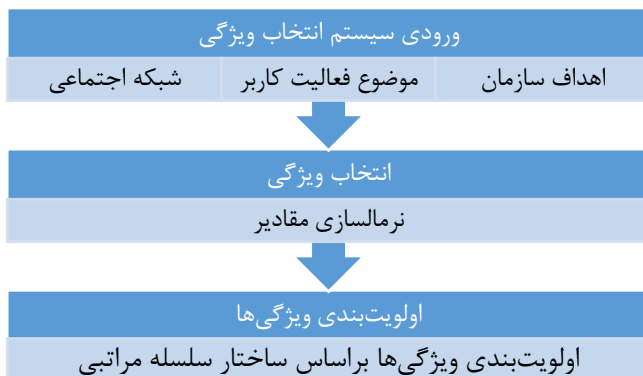 ورودی سیستم انتخاب ویژگی
اهداف سازمان
موضوع فعالیت کاربر
شبکه اجتماعی
انتخاب ویژگی
نرمالسازی مقادیر
اولویت‌بندی ویژگی‌ها
اولویت‌بندی ویژگی‌ها براساس ساختار سلسله مراتبی